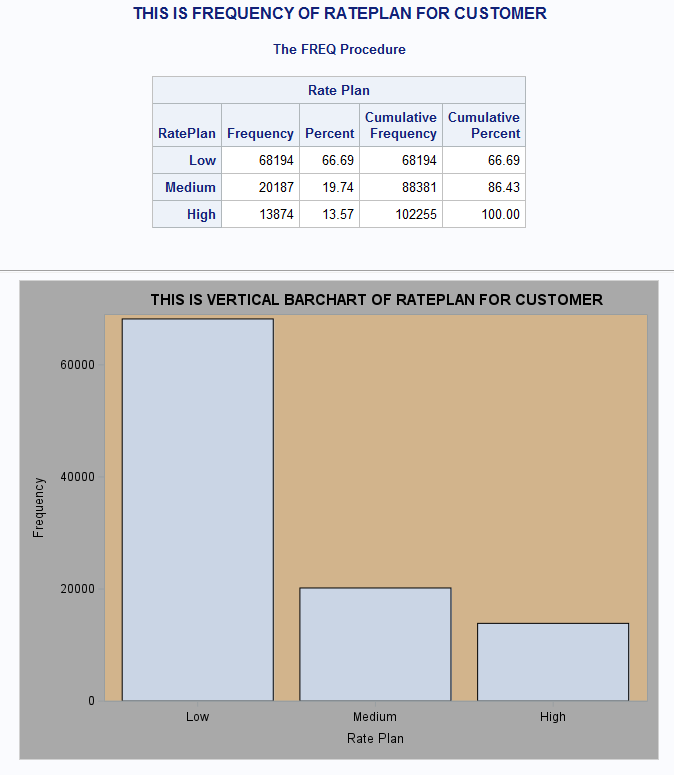 THIS IS FREQUENCY OF RATEPLAN FOR CUSTOMER
The FREQ Procedure
Rate Plan
RatePlan Frequency Percent Cumulative Frequency Cumulative Percent
Low 68194 66.69 68194 66.69
Medium 20187 19.74 88381 86.43
High 13874 13.57 102255 100.00
THIS IS VERTICAL BARCHART OF RATEPLAN FOR CUSTOMER
Frequency
60000
40000
20000
0
Low Medium High
Rate Plan